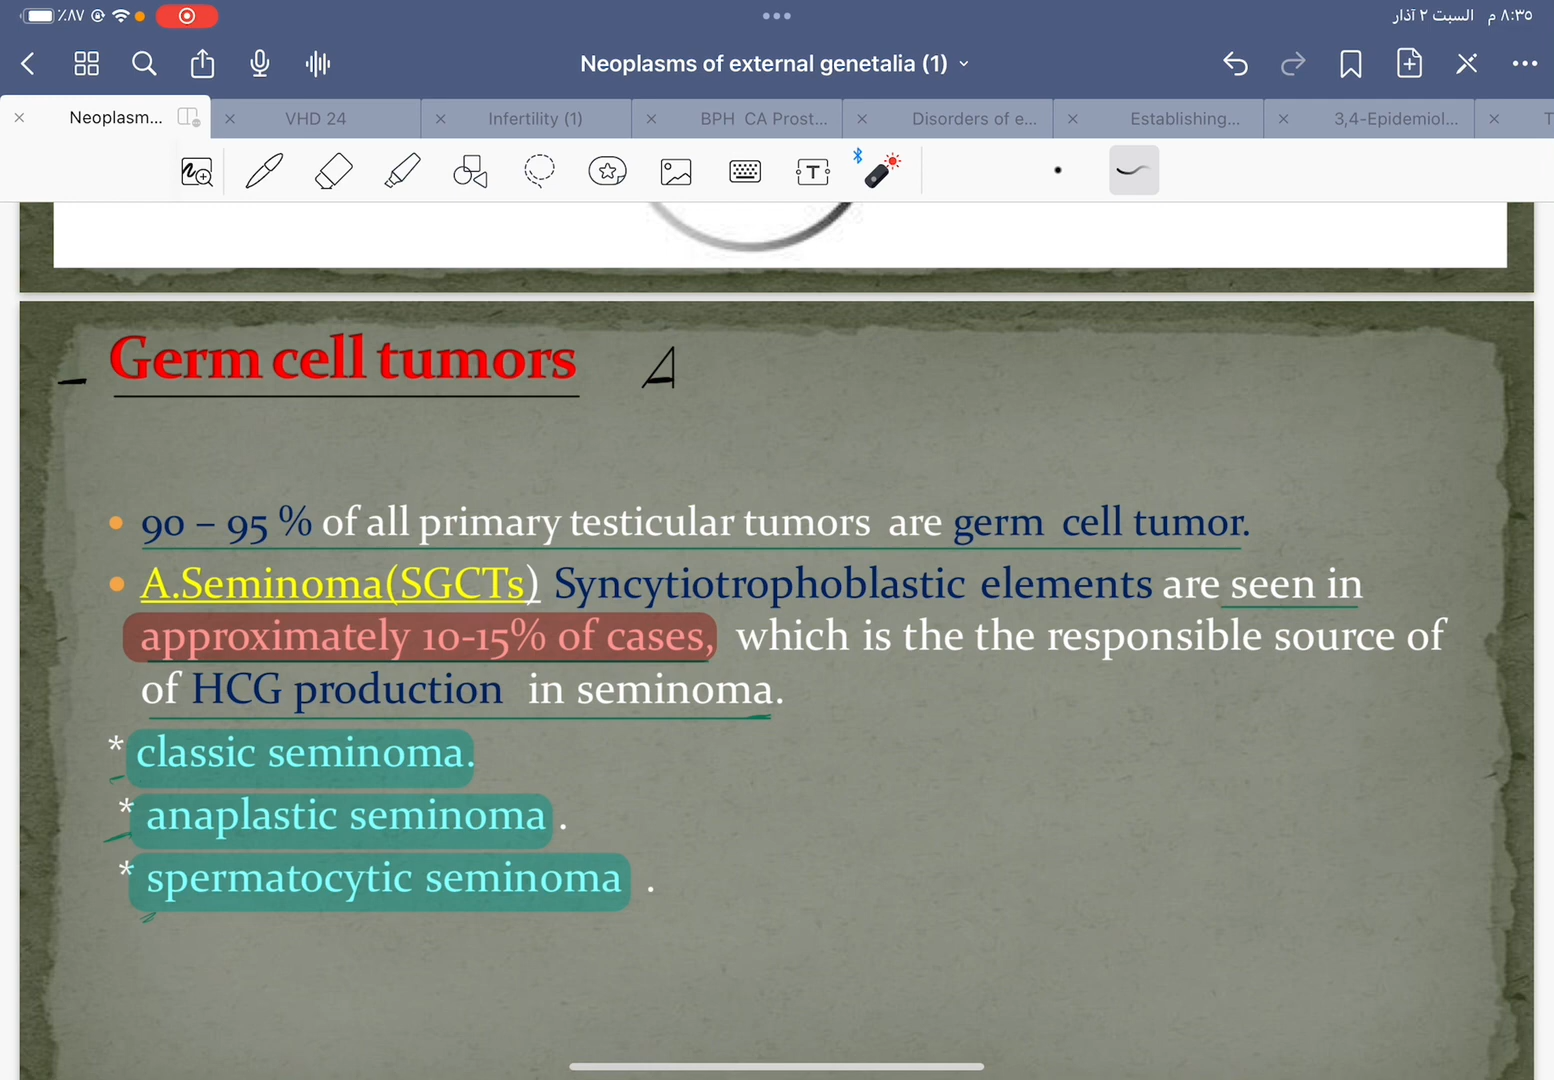 ٪٨٧
٨:٣٥ م السبت ٢ آذار
Neoplasms of external genetalia (1)
Neoplasm...
VHD 24
Infertility (1)
BPH CA Prost...
Disorders of e...
Establishing...
3,4-Epidemiol...
T
Germ cell tumors A
90 – 95 % of all primary testicular tumors are germ cell tumor.
A.Seminoma(SGCTs) Syncytiotrophoblastic elements are seen in
approximately 10-15% of cases, which is the the responsible source of
of HCG production in seminoma.
* classic seminoma.
* anaplastic seminoma .
* spermatocytic seminoma .